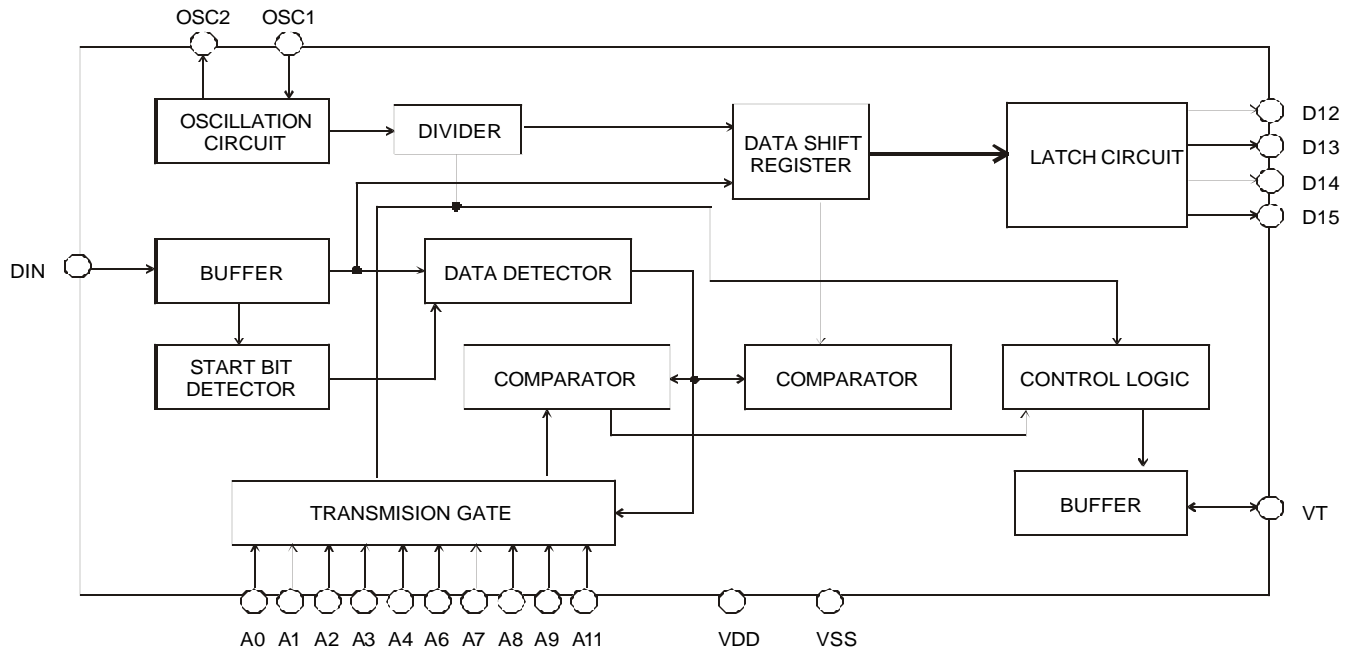 OSC2 OSC1
OSCILLATION
CIRCUIT
DIVIDER
DATA SHIFT
REGISTER
LATCH CIRCUIT
D12
D13
D14
D15
DIN
BUFFER
DATA DETECTOR
START BIT
DETECTOR
COMPARATOR
COMPARATOR
CONTROL LOGIC
TRANSMISION GATE
BUFFER
VT
A0 A1 A2 A3 A4 A6 A7 A8 A9 A11 VDD VSS